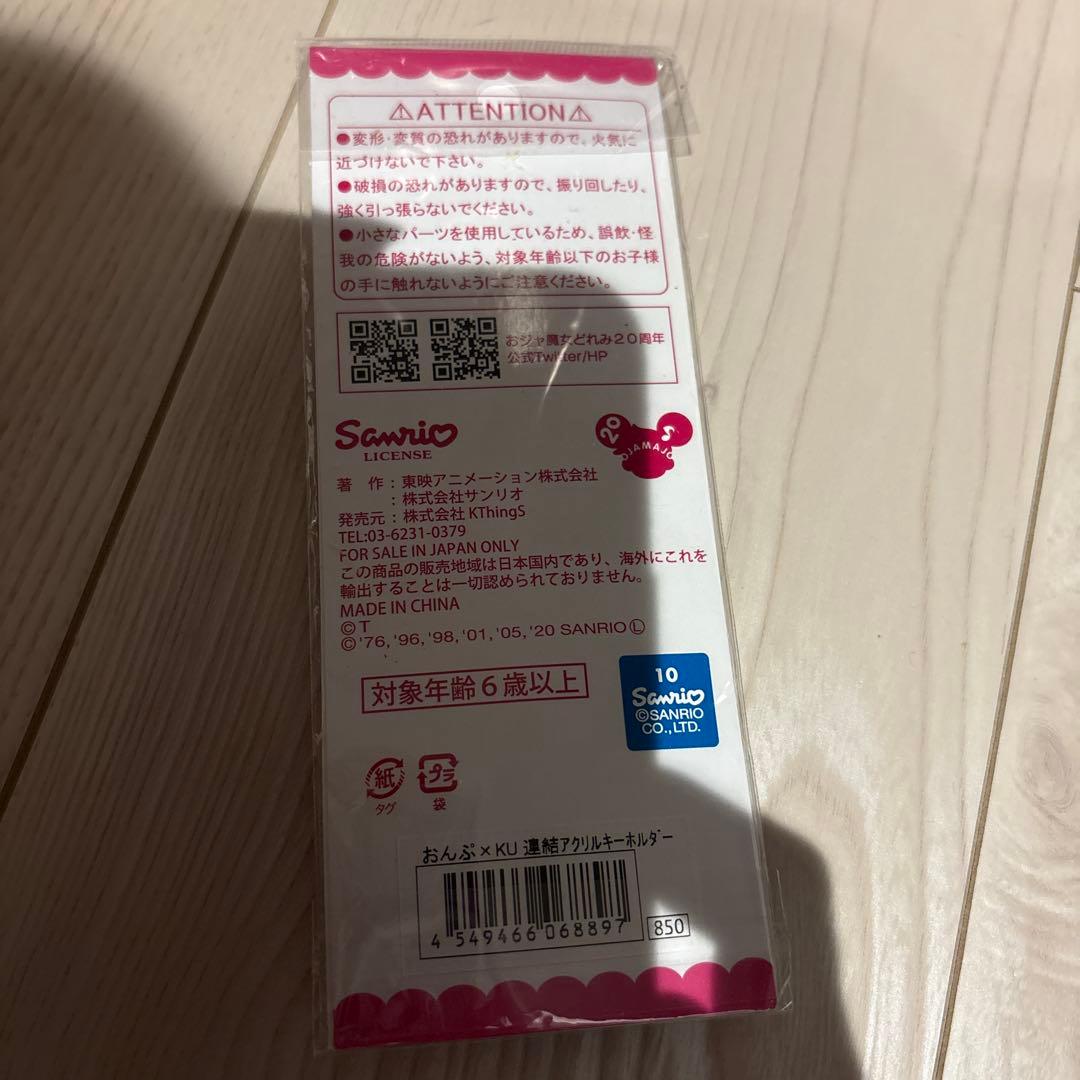 ⚠ATTENTION⚠
●変形・変質の恐れがありますので、火気に
近づけないで下さい。
●破損の恐れがありますので、振り回したり、
強く引っ張らないでください。
●小さなパーツを使用しているため、誤飲・怪
我の危険がないよう、対象年齢以下のお子様
の手に触れないようにご注意ください。
おジャ魔女どれみ20周年
公式Twitter/HP
Sanrio
LICENSE
20
S
OJAMAJO
著 作：東映アニメーション株式会社
：株式会社サンリオ
発売元：株式会社 KThingS
TEL:03-6231-0379
FOR SALE IN JAPAN ONLY
この商品の販売地域は日本国内であり、海外にこれを
輸出することは一切認められておりません。
MADE IN CHINA
©T
©'76,'96,'98,'01,'05,'20 SANRIO Ⓛ
対象年齢6歳以上
10
Sanrio
©SANRIO
CO.,LTD.
紙
タグ
プラ
袋
おんぷ×KU 連結アクリルキーホルダー
4 549466 068897
850